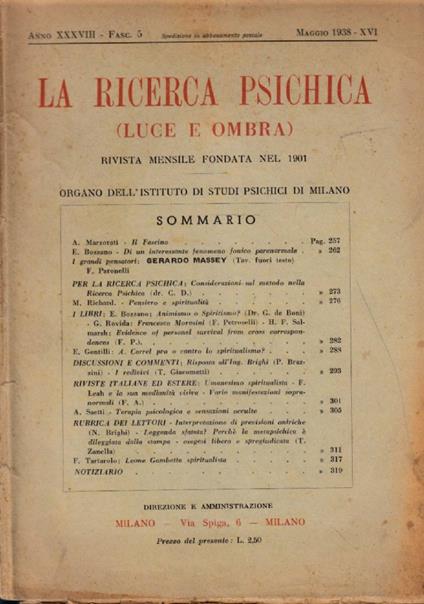 ANNO XXXVIII - FASC. 5 Spedizione in abbonamento postale MAGGIO 1938 - XVI
LA RICERCA PSICHICA
(LUCE E OMBRA)
RIVISTA MENSILE FONDATA NEL 1901
ORGANO DELL'ISTITUTO DI STUDI PSICHICI DI MILANO
SOMMARIO
A. Marzorati - Il Fascino . . . . . . . Pag. 257
E. Bozzano - Di un interessante fenomeno fonico paranormale . » 262
I grandi pensatori: GERARDO MASSEY (Tav. fuori testo)
F. Paronelli
PER LA RICERCA PSICHICA: Considerazioni sul metodo nella
Ricerca Psichica (dr. C. D.) . . . . . . » 273
M. Richard. - Pensiero e spiritualità . . . . . » 276
I LIBRI: E. Bozzano; Animismo o Spiritismo? (Dr. G. de Boni)
- G. Rovida: Francesco Morosini (F. Petronelli) - H. F. Sal-
marsh; Evidence of personal survival from cross correspon-
dences (F. P.). . . . . . . . . » 282
E. Gentilli: A. Carrel pro o contro lo spiritualismo? . . » 288
DISCUSSIONI E COMMENTI; Risposta all'Ing. Brighi (P. Braz-
zini) - I redivivi (T. Giacometti) . . . . . » 293
RIVISTE ITALIANE ED ESTERE: Umanesimo spiritualista - F.
Leah e la sua medianità visiva - Varie manifestazioni sopra-
normali (F. A.) . . . . . . . . » 301
A. Saetti - Terapia psicologica e sensazioni occulte . . » 305
RUBRICA DEI LETTORI - Interpretazione di previsioni antiche
(N. Brighi) - Leggenda sfatata? Perchè la metapsichica è
dileggiata dalla stampa - esegesi libera e spregiudicata (T.
Zanella) . . . . . . . . . » 311
F. Tartarolo: Leone Gambetta spiritualista . . . . » 317
NOTIZIARIO . . . . . . . . . » 319
DIREZIONE E AMMINISTRAZIONE
MILANO — Via Spiga, 6 — MILANO
Prezzo del presente: L. 2,50